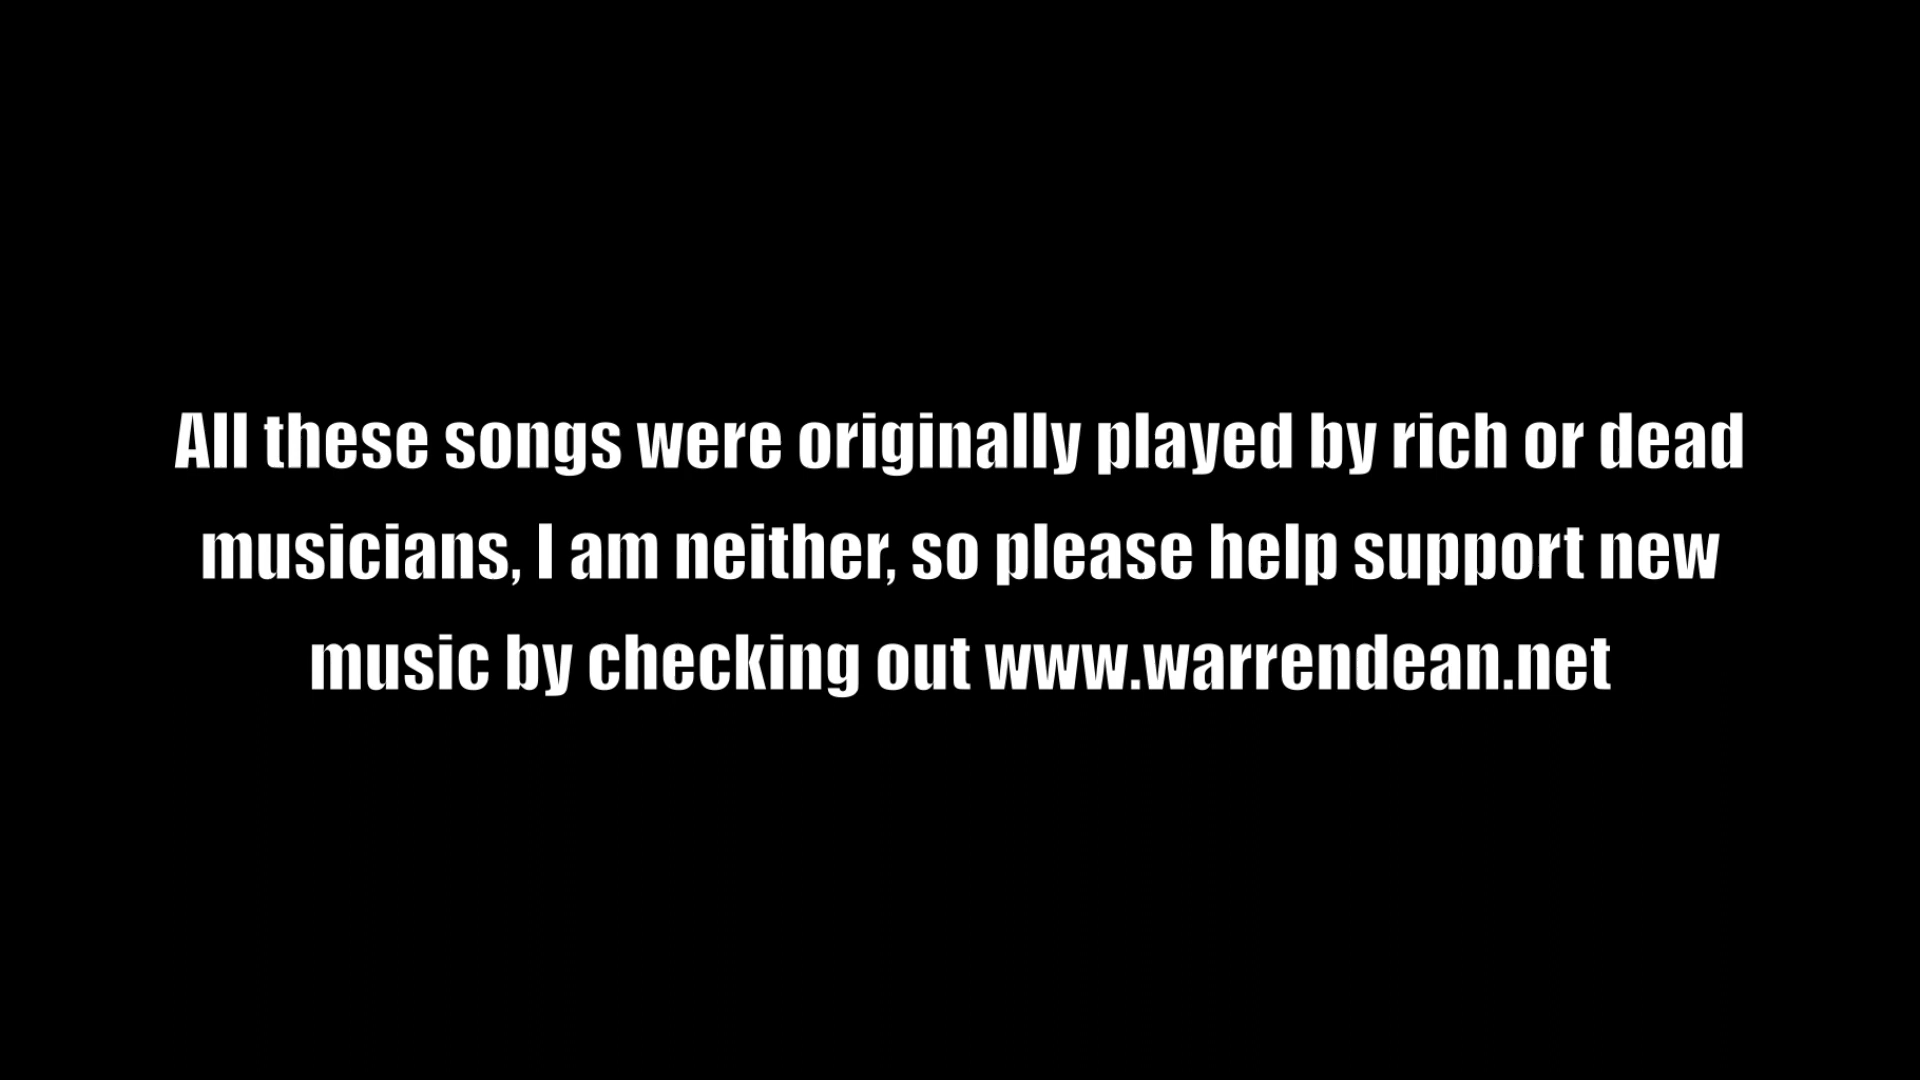 All these songs were originally played by rich or dead
musicians, I am neither, so please help support new
music by checking out www.warrendean.net